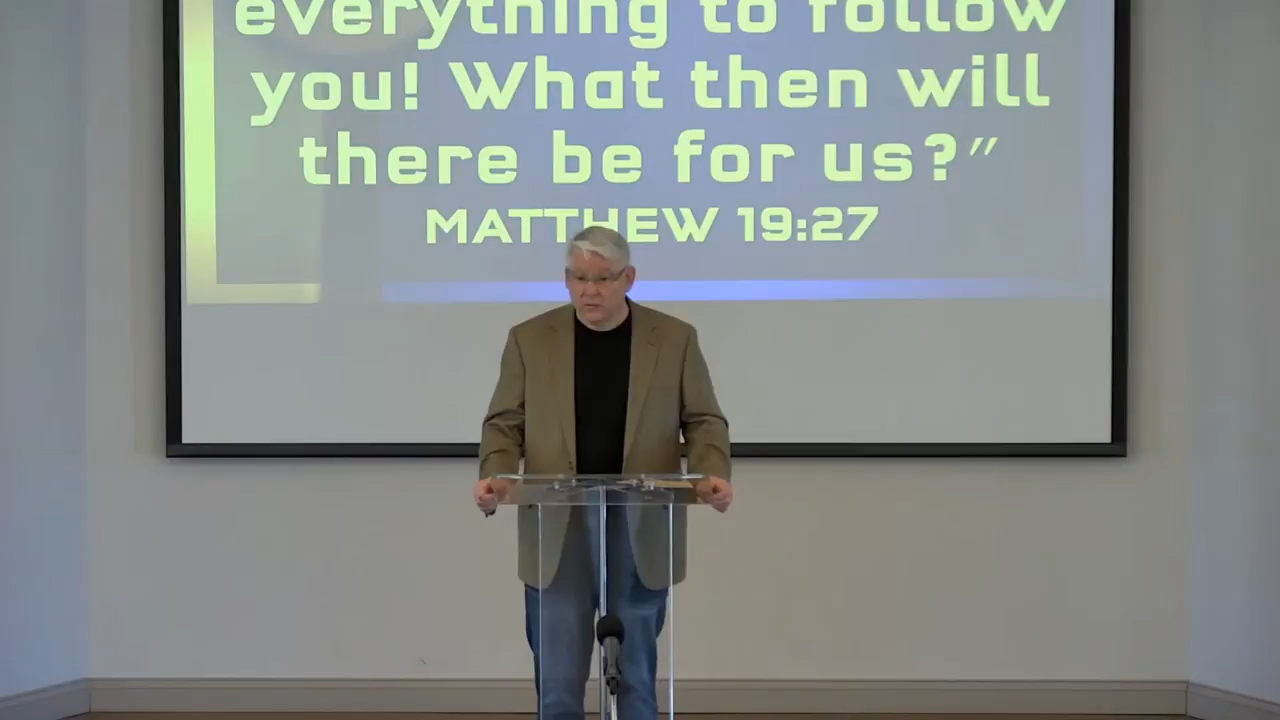 everything to follow
you! What then will
there be for us?”
MATTHEW 19:27